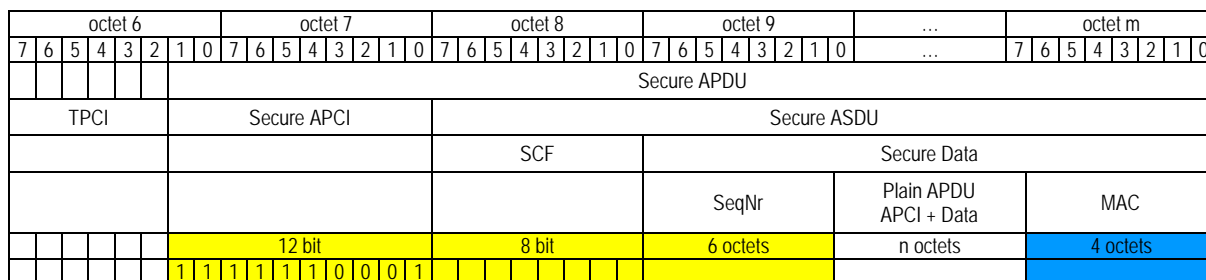 octet 6 octet 7 octet 8 octet 9 … octet m
7 6 5 4 3 2 1 0 7 6 5 4 3 2 1 0 7 6 5 4 3 2 1 0 7 6 5 4 3 2 1 0 … 7 6 5 4 3 2 1 0
Secure APDU
TPCI Secure APCI Secure ASDU
SCF Secure Data
SeqNr Plain APDU MAC
APCI + Data
12 bit 8 bit 6 octets n octets 4 octets
1 1 1 1 1 1 0 0 0 1